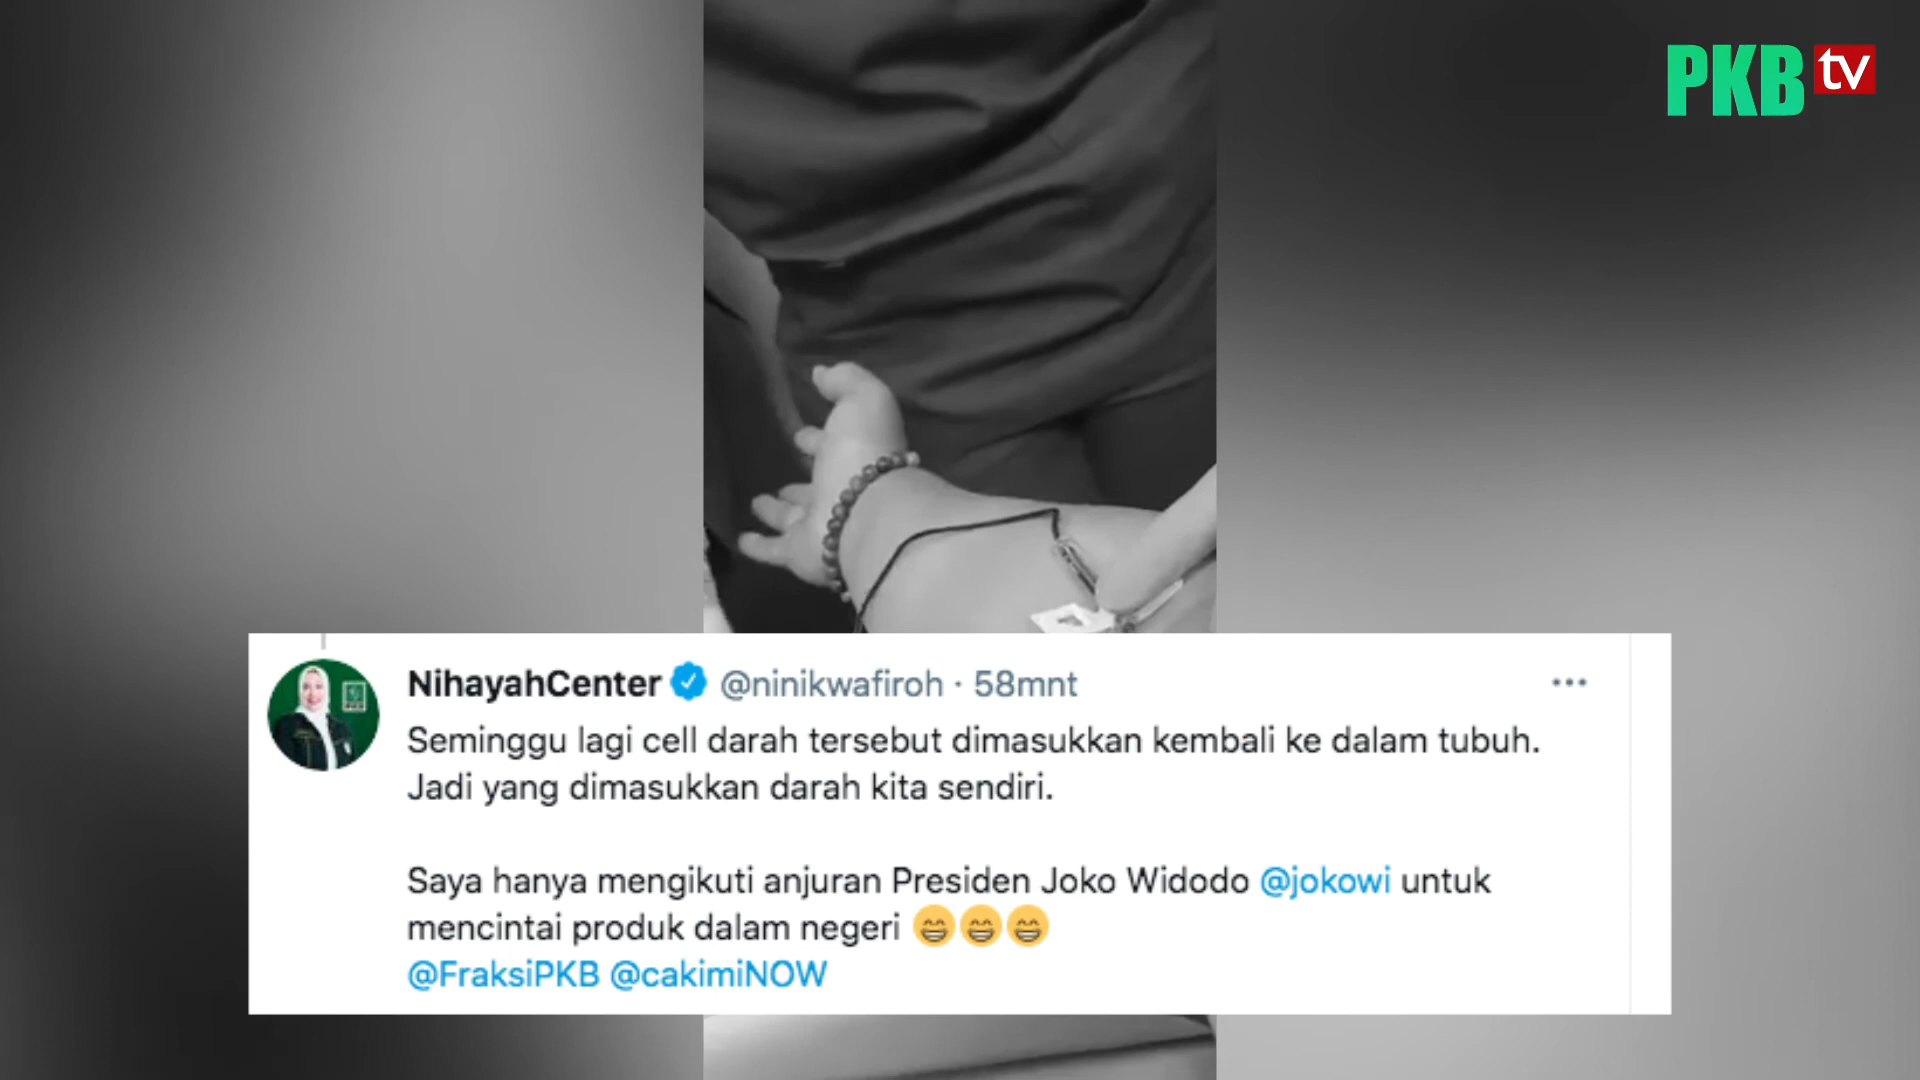 PKB tv
NihayahCenter @ninikwafiroh · 58mnt
Seminggu lagi cell darah tersebut dimasukkan kembali ke dalam tubuh.
Jadi yang dimasukkan darah kita sendiri.
Saya hanya mengikuti anjuran Presiden Joko Widodo @jokowi untuk
mencintai produk dalam negeri 😁😁😁
@FraksiPKB @cakimiNOW